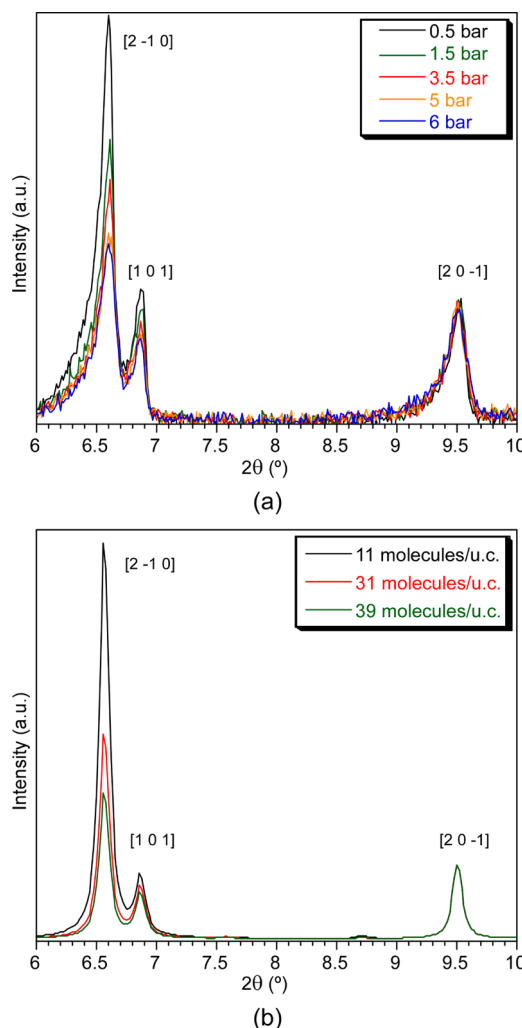 [2 -1 0]
0.5 bar
1.5 bar
3.5 bar
5 bar
6 bar
[1 0 1]
[2 0 -1]
Intensity (a.u.)
6 6.5 7 7.5 8 8.5 9 9.5 10
2θ (º)
(a)
[2 -1 0]
11 molecules/u.c.
31 molecules/u.c.
39 molecules/u.c.
[1 0 1]
[2 0 -1]
Intensity (a.u.)
6 6.5 7 7.5 8 8.5 9 9.5 10
2θ (º)
(b)